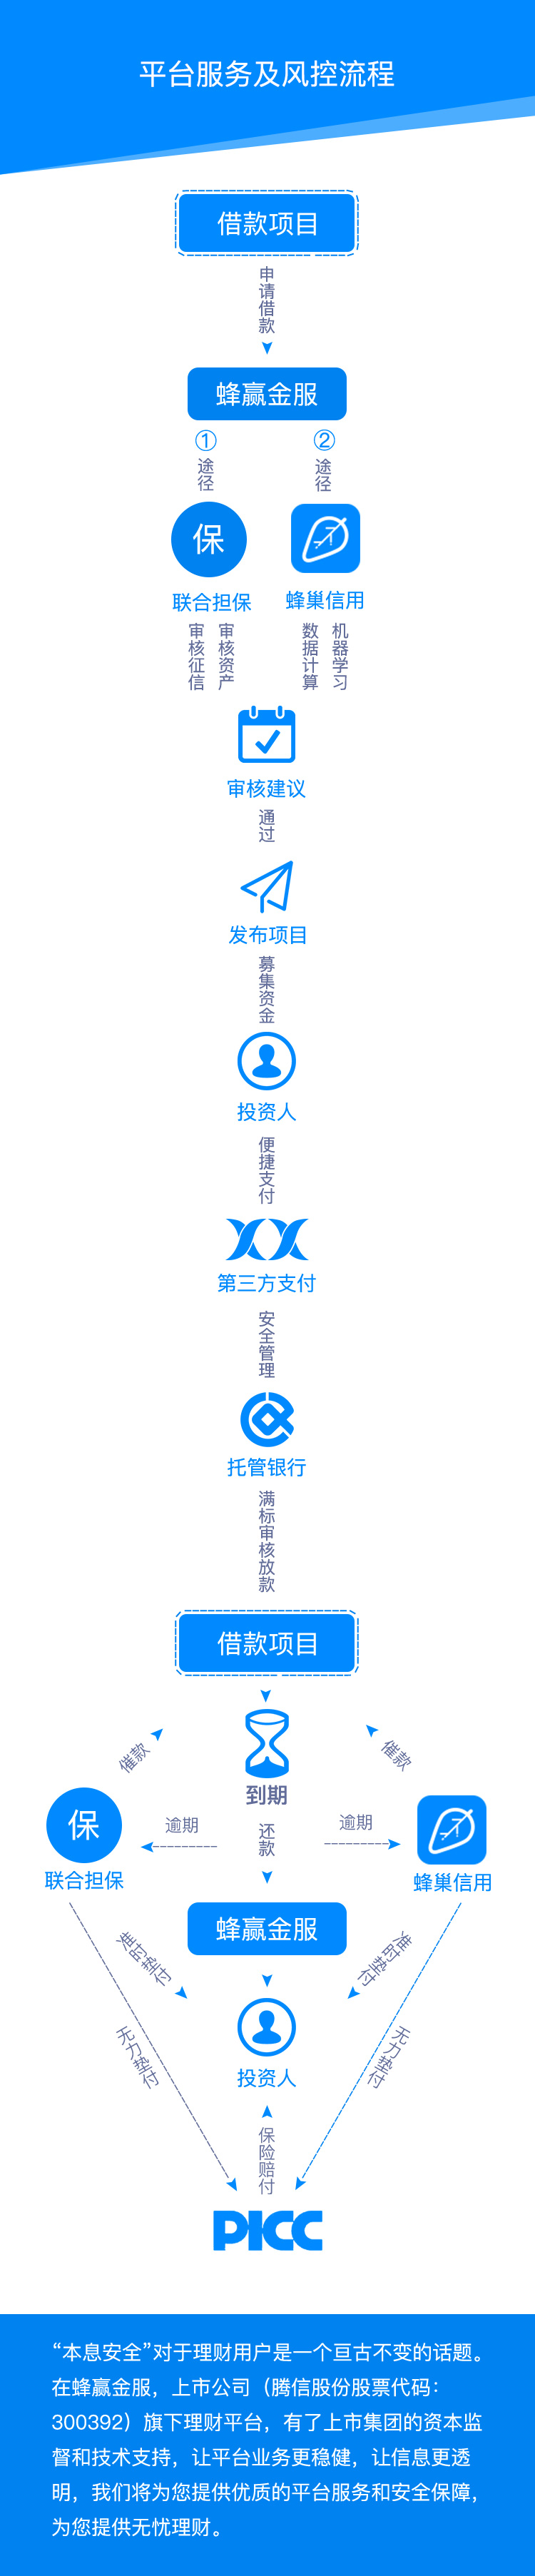 平台服务及风控流程
借款项目
申请借款
蜂赢金服
① ②
途径 途径
保
联合担保 蜂巢信用
审核征信 审核资产 数据计算 机器学习
审核建议
通过
发布项目
募集资金
投资人
便捷支付
第三方支付
安全管理
托管银行
满标审核放款
借款项目
催款 催款
到期
保
逾期 还款 逾期
联合担保 蜂巢信用
蜂赢金服
准时垫付 准时垫付
无力垫付 无力垫付
投资人
保险赔付
PICC
“本息安全”对于理财用户是一个亘古不变的话题。
在蜂赢金服，上市公司（腾信股份股票代码：
300392）旗下理财平台，有了上市集团的资本监
督和技术支持，让平台业务更稳健，让信息更透
明，我们将为您提供优质的平台服务和安全保障，
为您提供无忧理财。